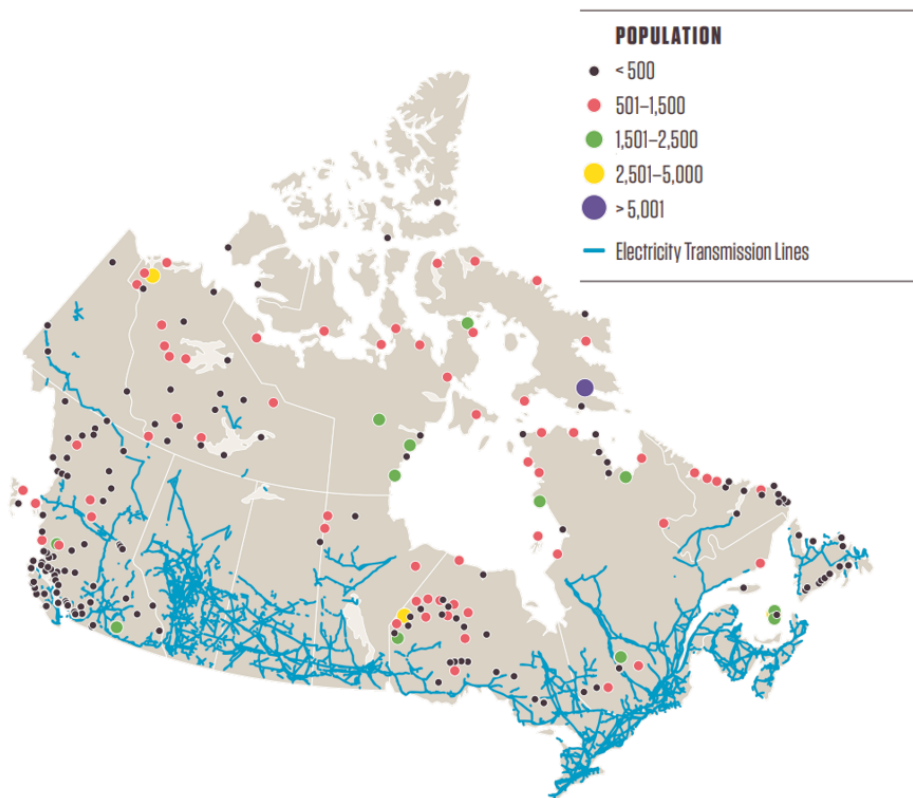 POPULATION
< 500
501–1,500
1,501–2,500
2,501–5,000
> 5,001
Electricity Transmission Lines